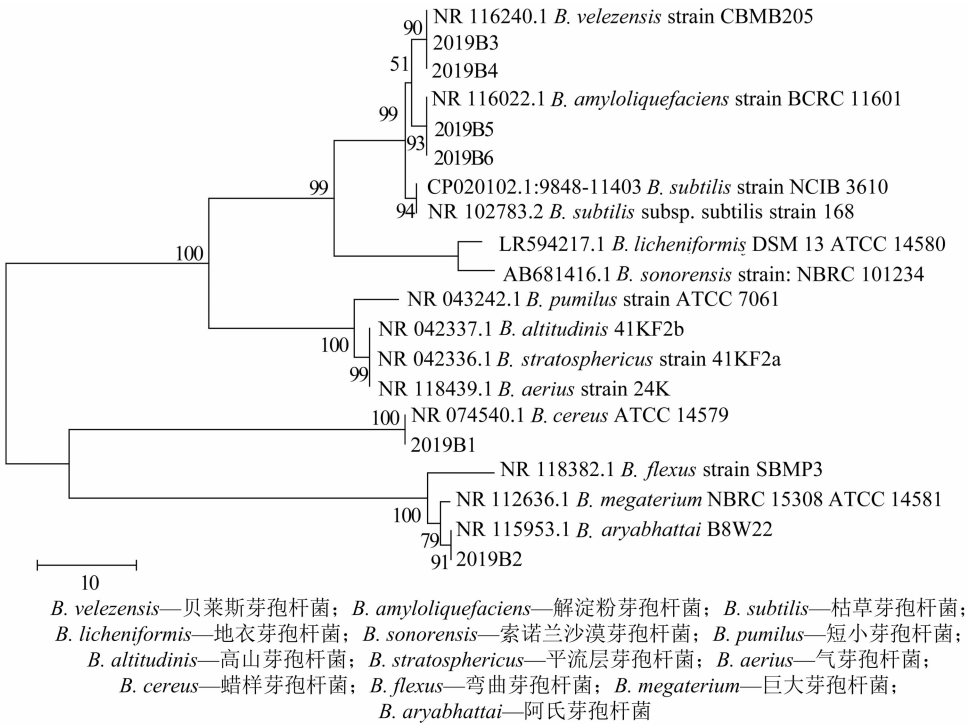 NR 116240.1 B. velezensis strain CBMB205
90
2019B3
51
2019B4
NR 116022.1 B. amyloliquefaciens strain BCRC 11601
99
2019B5
93
2019B6
99
CP020102.1:9848-11403 B. subtilis strain NCIB 3610
94
NR 102783.2 B. subtilis subsp. subtilis strain 168
100
LR594217.1 B. licheniformis DSM 13 ATCC 14580
AB681416.1 B. sonorensis strain: NBRC 101234
NR 043242.1 B. pumilus strain ATCC 7061
NR 042337.1 B. altitudinis 41KF2b
100
NR 042336.1 B. stratosphericus strain 41KF2a
99
NR 118439.1 B. aerius strain 24K
100
NR 074540.1 B. cereus ATCC 14579
2019B1
NR 118382.1 B. flexus strain SBMP3
NR 112636.1 B. megaterium NBRC 15308 ATCC 14581
100
NR 115953.1 B. aryabhattai B8W22
79
91
2019B2
10
B. velezensis—贝莱斯芽孢杆菌；B. amyloliquefaciens—解淀粉芽孢杆菌；B. subtilis—枯草芽孢杆菌；
B. licheniformis—地衣芽孢杆菌；B. sonorensis—索诺兰沙漠芽孢杆菌；B. pumilus—短小芽孢杆菌；
B. altitudinis—高山芽孢杆菌；B. stratosphericus—平流层芽孢杆菌；B. aerius—气芽孢杆菌；
B. cereus—蜡样芽孢杆菌；B. flexus—弯曲芽孢杆菌；B. megaterium—巨大芽孢杆菌；
B. aryabhattai—阿氏芽孢杆菌